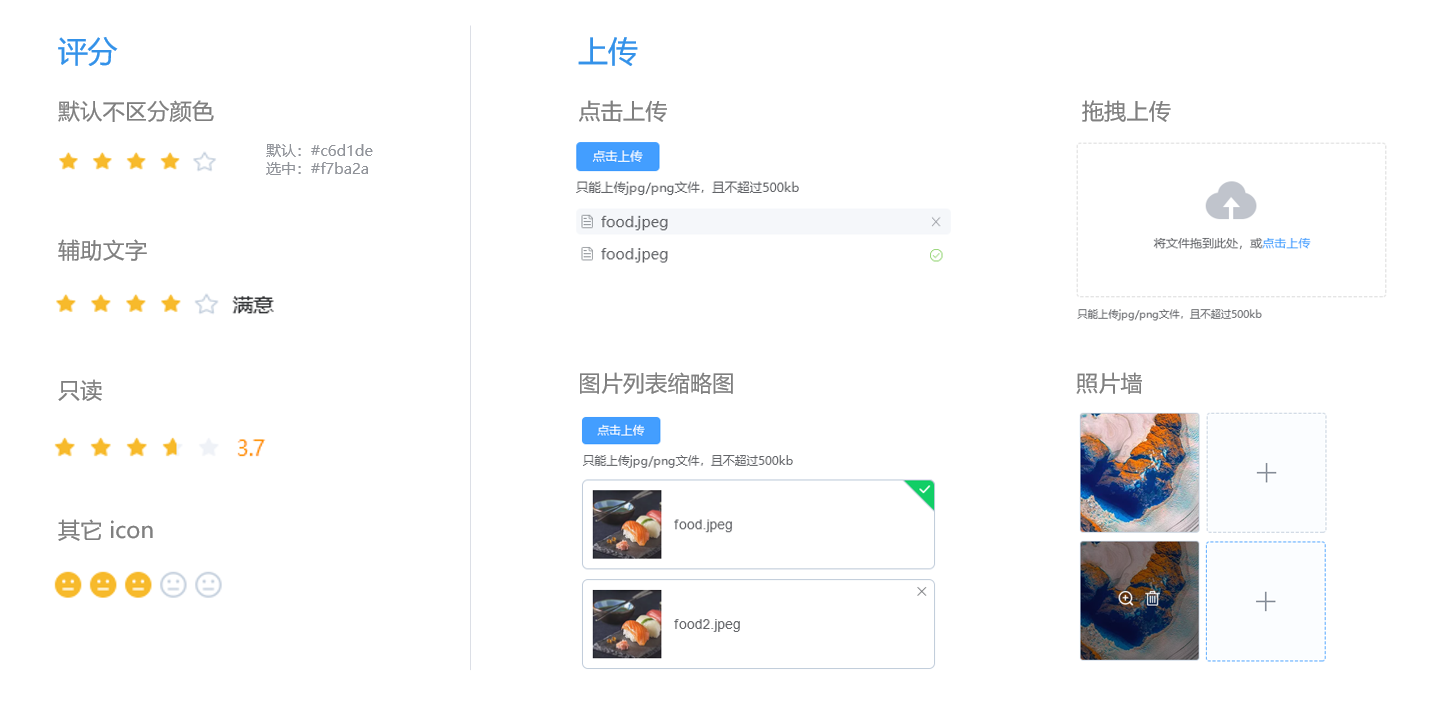 评分
默认不区分颜色
默认：#c6d1de
选中：#f7ba2a
辅助文字
满意
只读
3.7
其它 icon
上传
点击上传
点击上传
只能上传jpg/png文件，且不超过500kb
food.jpeg
food.jpeg
拖拽上传
将文件拖到此处，或点击上传
只能上传jpg/png文件，且不超过500kb
图片列表缩略图
点击上传
只能上传jpg/png文件，且不超过500kb
food.jpeg
food2.jpeg
照片墙